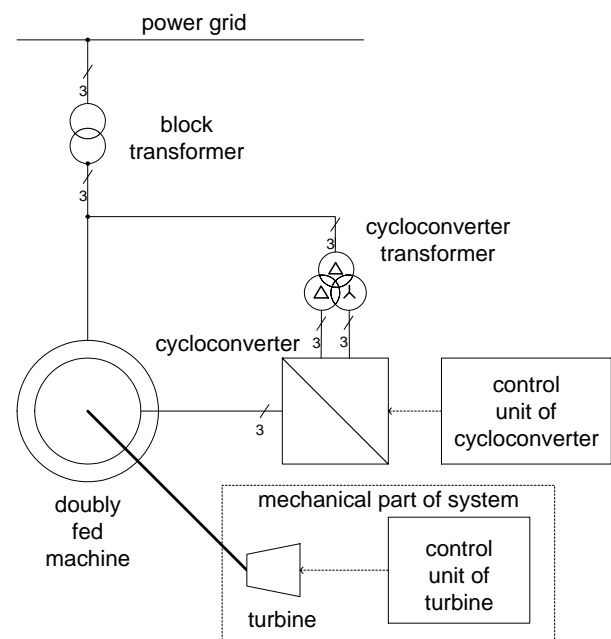 power grid
3
block
transformer
3
3
cycloconverter
transformer
3
3
cycloconverter
3
control
unit of
cycloconverter
doubly
fed
machine
mechanical part of system
control
unit of
turbine
turbine